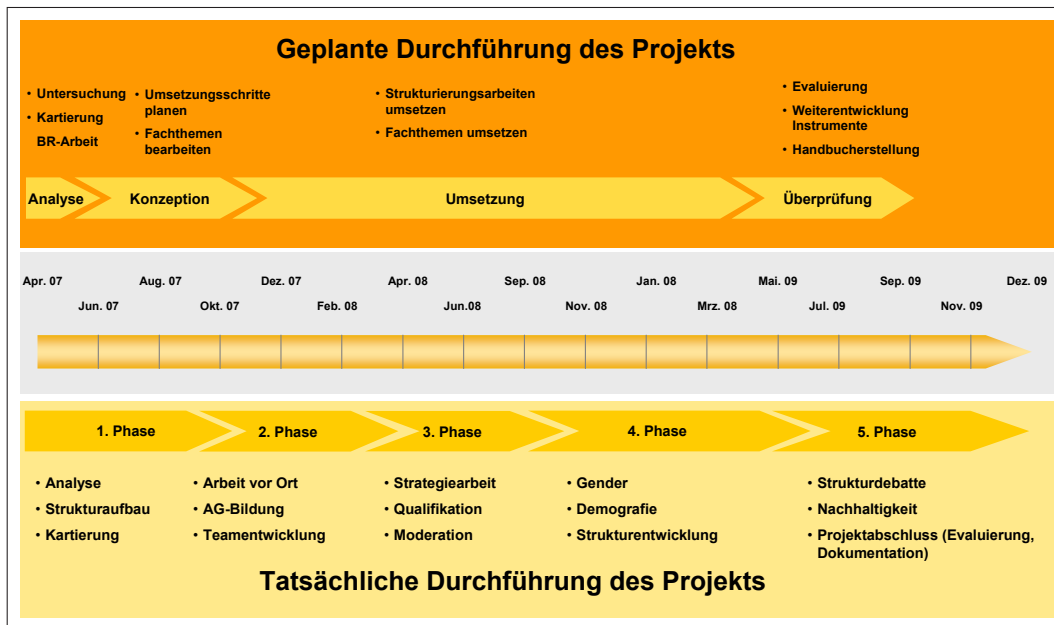 Geplante Durchführung des Projekts
• Untersuchung
• Kartierung
BR-Arbeit
• Umsetzungsschritte
planen
• Fachthemen
bearbeiten
• Strukturierungsarbeiten
umsetzen
• Fachthemen umsetzen
• Evaluierung
• Weiterentwicklung
Instrumente
• Handbucherstellung
Analyse
Konzeption
Umsetzung
Überprüfung
Apr. 07
Aug. 07
Dez. 07
Apr. 08
Sep. 08
Jan. 08
Mai. 09
Sep. 09
Dez. 09
Jun. 07
Okt. 07
Feb. 08
Jun.08
Nov. 08
Mrz. 08
Jul. 09
Nov. 09
1. Phase
2. Phase
3. Phase
4. Phase
5. Phase
• Analyse
• Strukturaufbau
• Kartierung
• Arbeit vor Ort
• AG-Bildung
• Teamentwicklung
• Strategiearbeit
• Qualifikation
• Moderation
• Gender
• Demografie
• Strukturentwicklung
• Strukturdebatte
• Nachhaltigkeit
• Projektabschluss (Evaluierung,
Dokumentation)
Tatsächliche Durchführung des Projekts